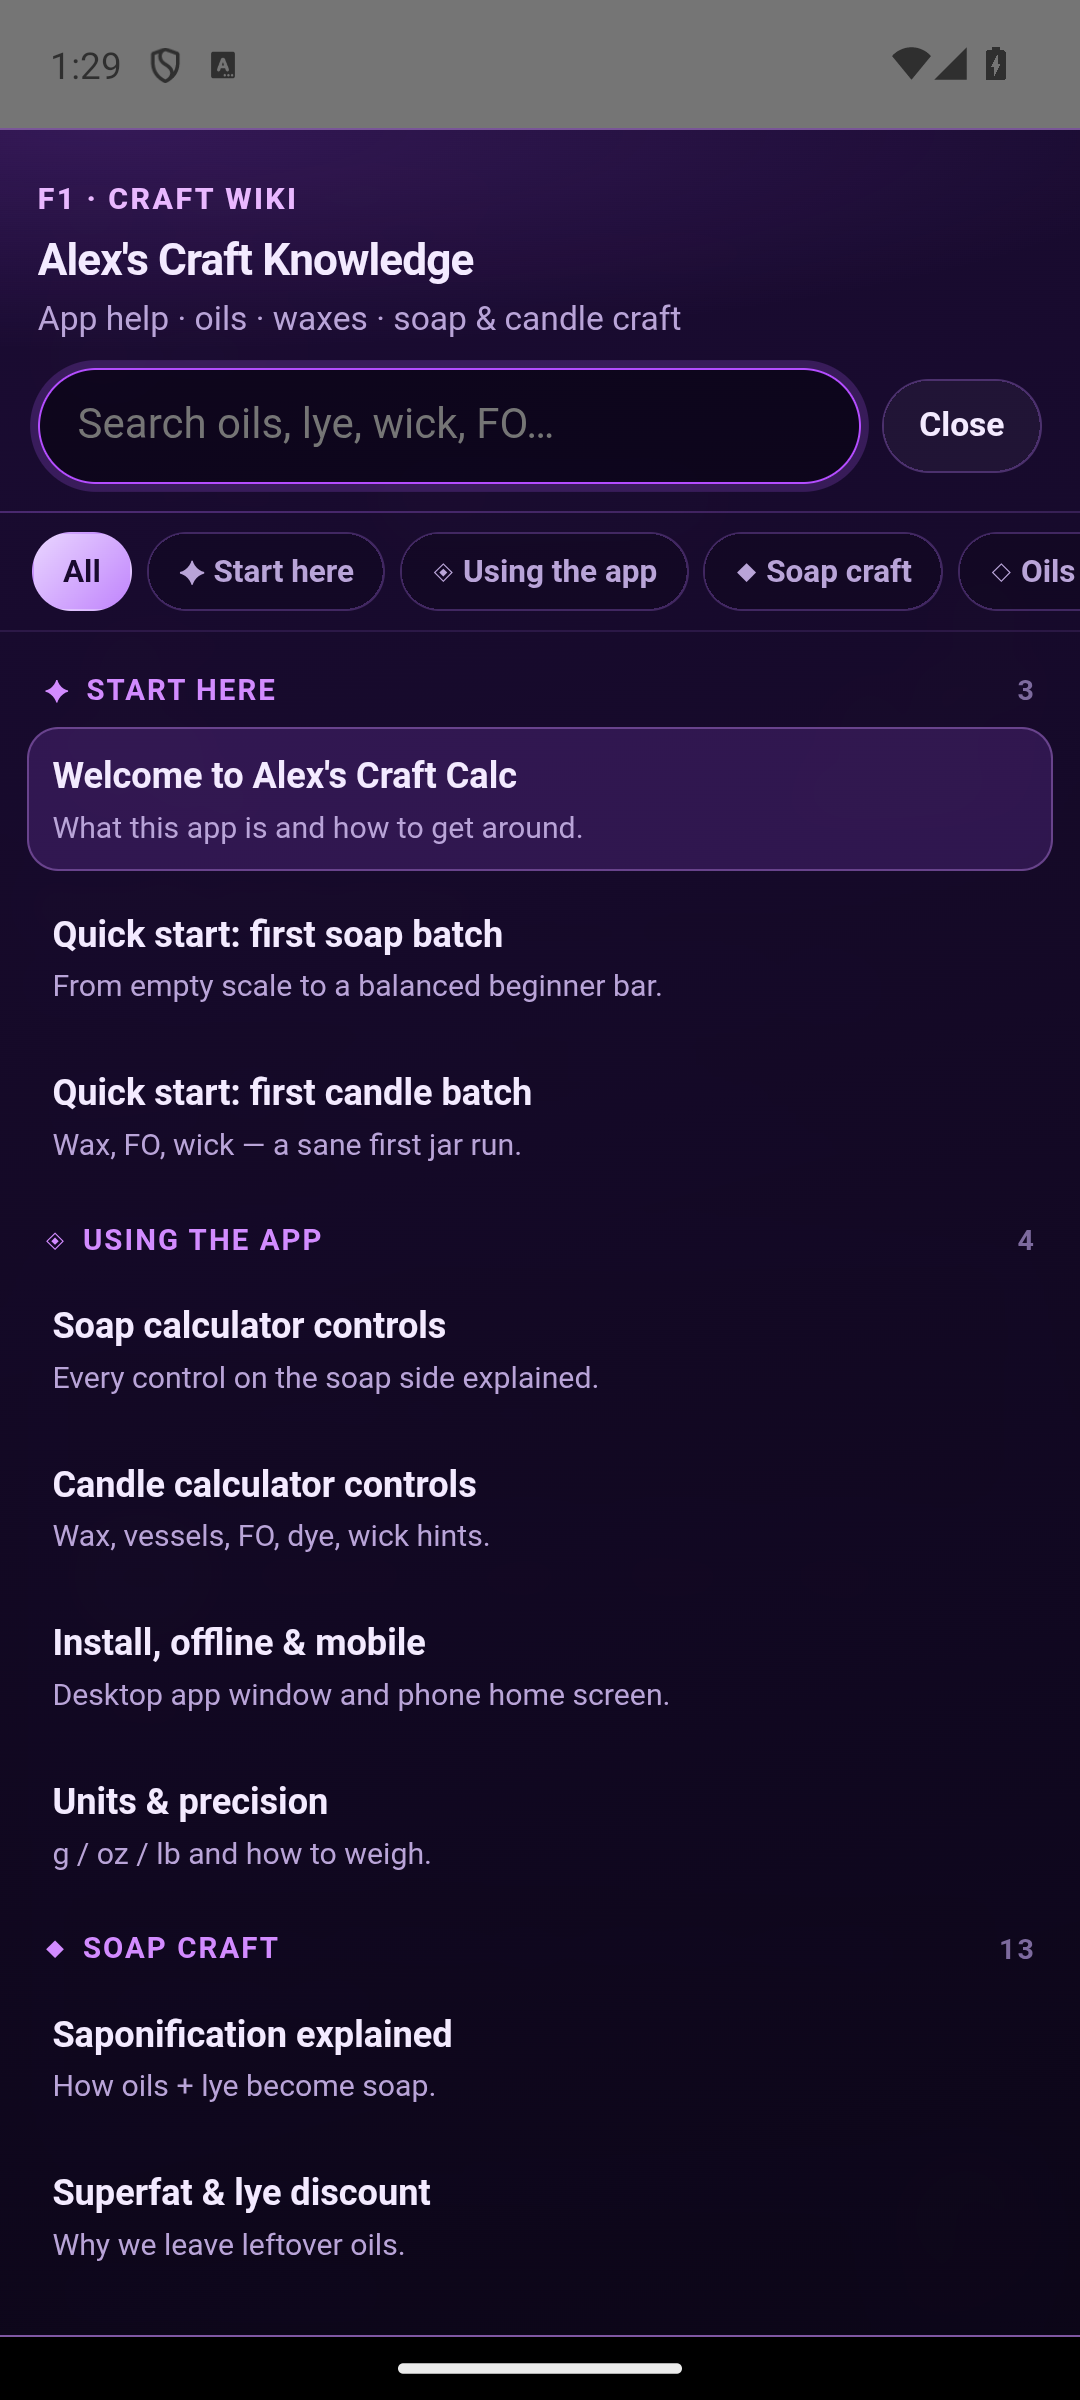 1:29
F1 · CRAFT WIKI
Alex's Craft Knowledge
App help · oils · waxes · soap & candle craft
Search oils, lye, wick, FO…
Close
All
Start here
Using the app
Soap craft
Oils
START HERE
3
Welcome to Alex's Craft Calc
What this app is and how to get around.
Quick start: first soap batch
From empty scale to a balanced beginner bar.
Quick start: first candle batch
Wax, FO, wick — a sane first jar run.
USING THE APP
4
Soap calculator controls
Every control on the soap side explained.
Candle calculator controls
Wax, vessels, FO, dye, wick hints.
Install, offline & mobile
Desktop app window and phone home screen.
Units & precision
g / oz / lb and how to weigh.
SOAP CRAFT
13
Saponification explained
How oils + lye become soap.
Superfat & lye discount
Why we leave leftover oils.